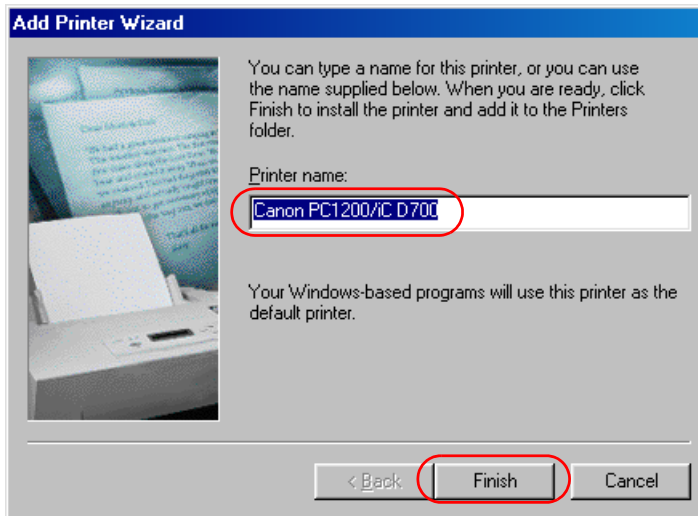 Add Printer Wizard
You can type a name for this printer, or you can use
the name supplied below. When you are ready, click
Finish to install the printer and add it to the Printers
folder.
Printer name:
Canon PC1200/iC D700
Your Windows-based programs will use this printer as the
default printer.
< Back
Finish
Cancel